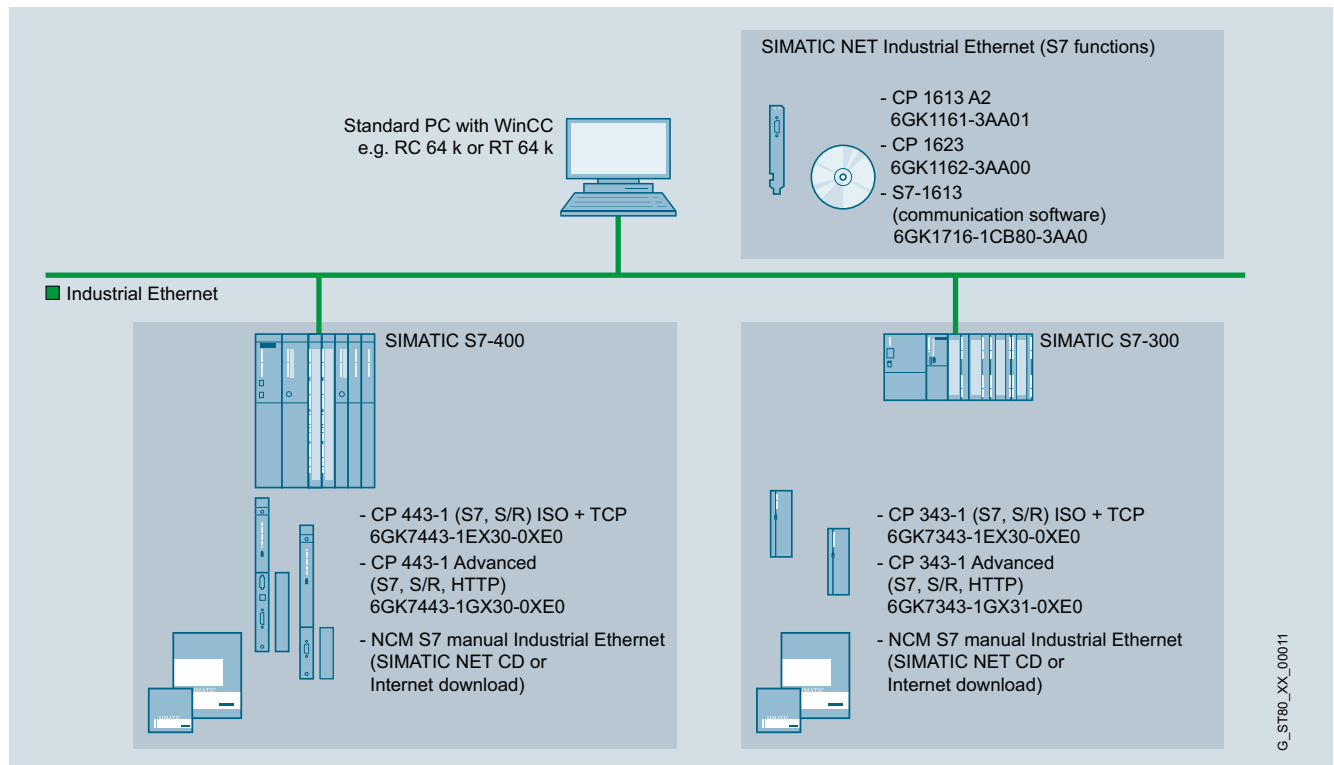 SIMATIC NET Industrial Ethernet (S7 functions)
- CP 1613 A2
6GK1161-3AA01
- CP 1623
6GK1162-3AA00
- S7-1613
(communication software)
6GK1716-1CB80-3AA0
Standard PC with WinCC
e.g. RC 64 k or RT 64 k
Industrial Ethernet
SIMATIC S7-400
- CP 443-1 (S7, S/R) ISO + TCP
6GK7443-1EX30-0XE0
- CP 443-1 Advanced
(S7, S/R, HTTP)
6GK7443-1GX30-0XE0
- NCM S7 manual Industrial Ethernet
(SIMATIC NET CD or
Internet download)
SIMATIC
SIMATIC
SIMATIC S7-300
- CP 343-1 (S7, S/R) ISO + TCP
6GK7343-1EX30-0XE0
- CP 343-1 Advanced
(S7, S/R, HTTP)
6GK7343-1GX31-0XE0
- NCM S7 manual Industrial Ethernet
(SIMATIC NET CD or
Internet download)
SIMATIC
SIMATIC
G_ST80_XX_00011